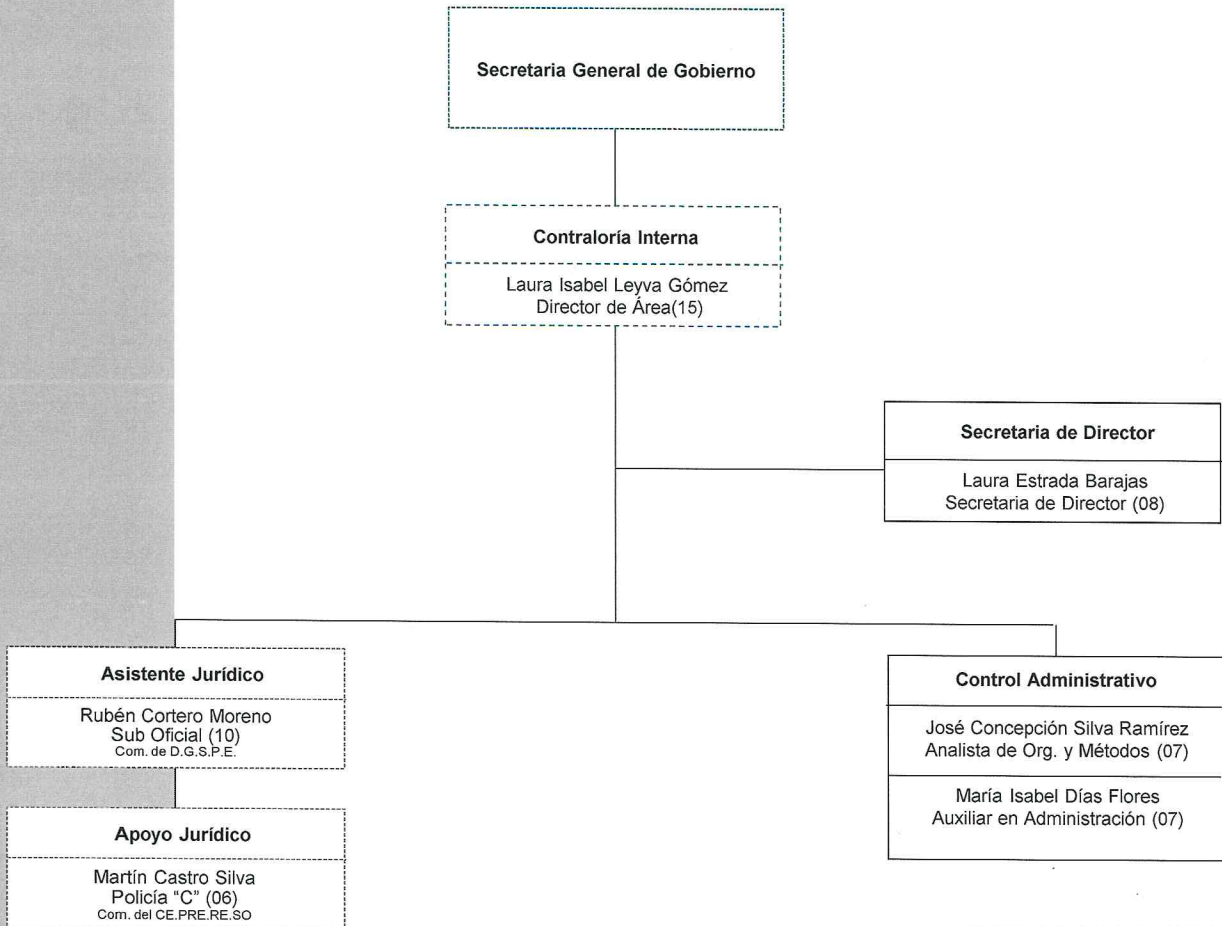 Secretaria General de Gobierno
Contraloría Interna
Laura Isabel Leyva Gómez
Director de Área(15)
Secretaria de Director
Laura Estrada Barajas
Secretaria de Director (08)
Asistente Jurídico
Rubén Cortero Moreno
Sub Oficial (10)
Com. de D.G.S.P.E.
Apoyo Jurídico
Martín Castro Silva
Policía "C" (06)
Com. del CE.PRE.RE.SO
Control Administrativo
José Concepción Silva Ramírez
Analista de Org. y Métodos (07)
María Isabel Días Flores
Auxiliar en Administración (07)